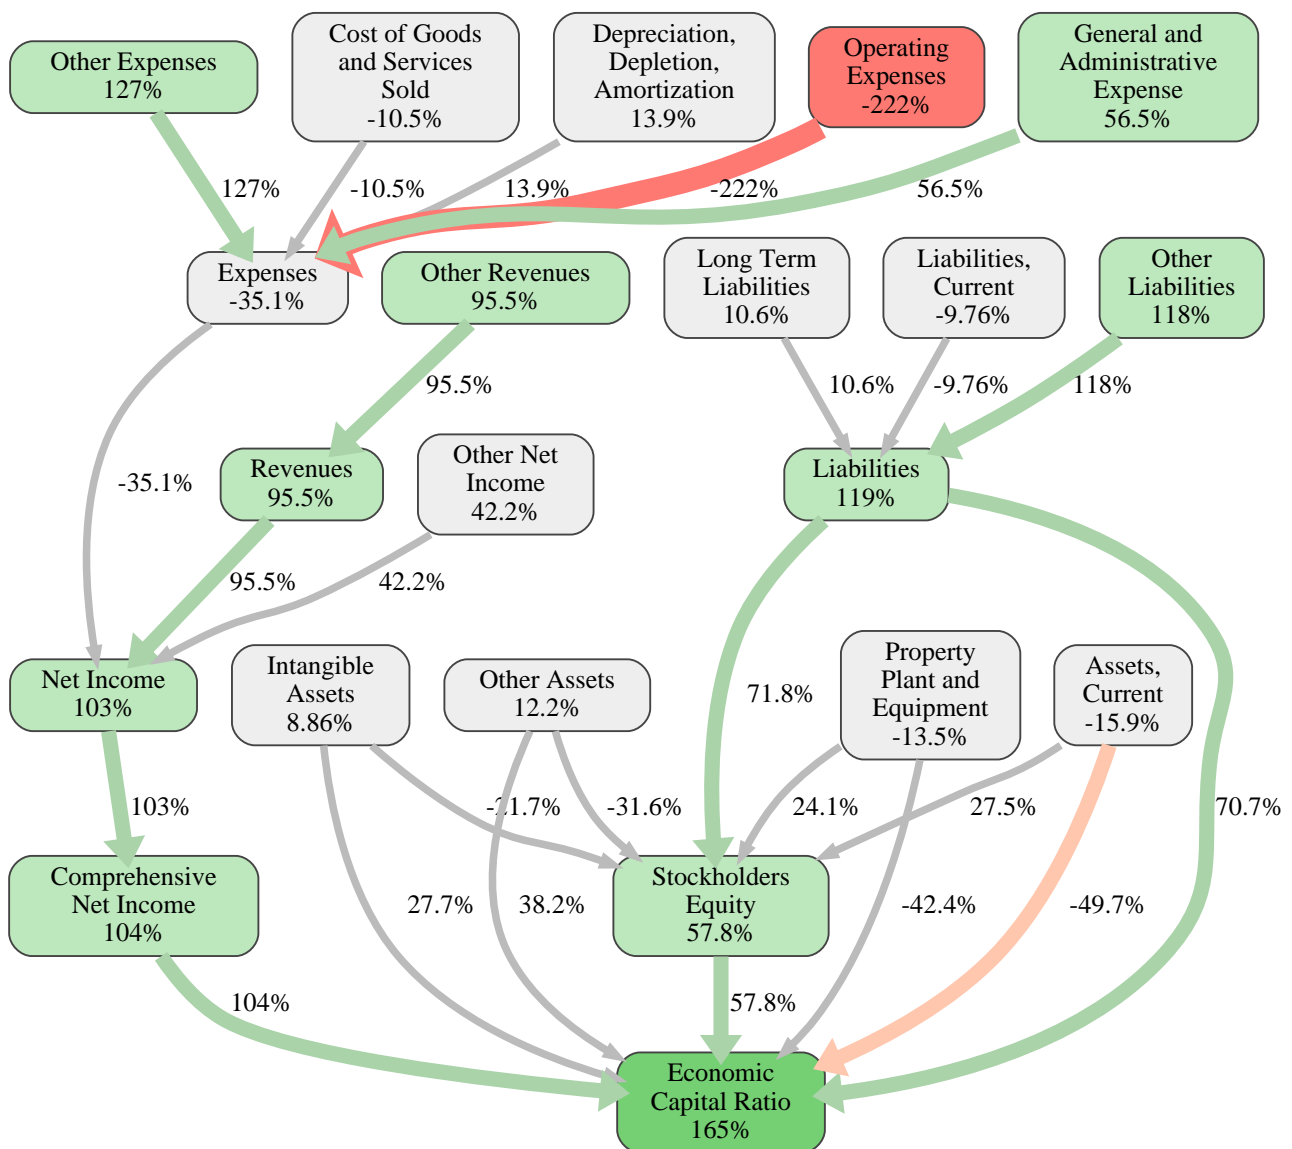 Other Expenses
127%
Cost of Goods
and Services
Sold
-10.5%
Depreciation,
Depletion,
Amortization
13.9%
Operating
Expenses
-222%
General and
Administrative
Expense
56.5%
127%
-10.5%
13.9%
-222%
56.5%
Expenses
-35.1%
Other Revenues
95.5%
Long Term
Liabilities
10.6%
Liabilities,
Current
-9.76%
Other
Liabilities
118%
95.5%
10.6%
-9.76%
118%
-35.1%
Revenues
95.5%
Other Net
Income
42.2%
Liabilities
119%
95.5%
42.2%
Net Income
103%
Intangible
Assets
8.86%
Other Assets
12.2%
71.8%
Property
Plant and
Equipment
-13.5%
Assets,
Current
-15.9%
103%
-21.7%
-31.6%
24.1%
27.5%
70.7%
Comprehensive
Net Income
104%
27.7%
38.2%
Stockholders
Equity
57.8%
-42.4%
-49.7%
104%
57.8%
Economic
Capital Ratio
165%